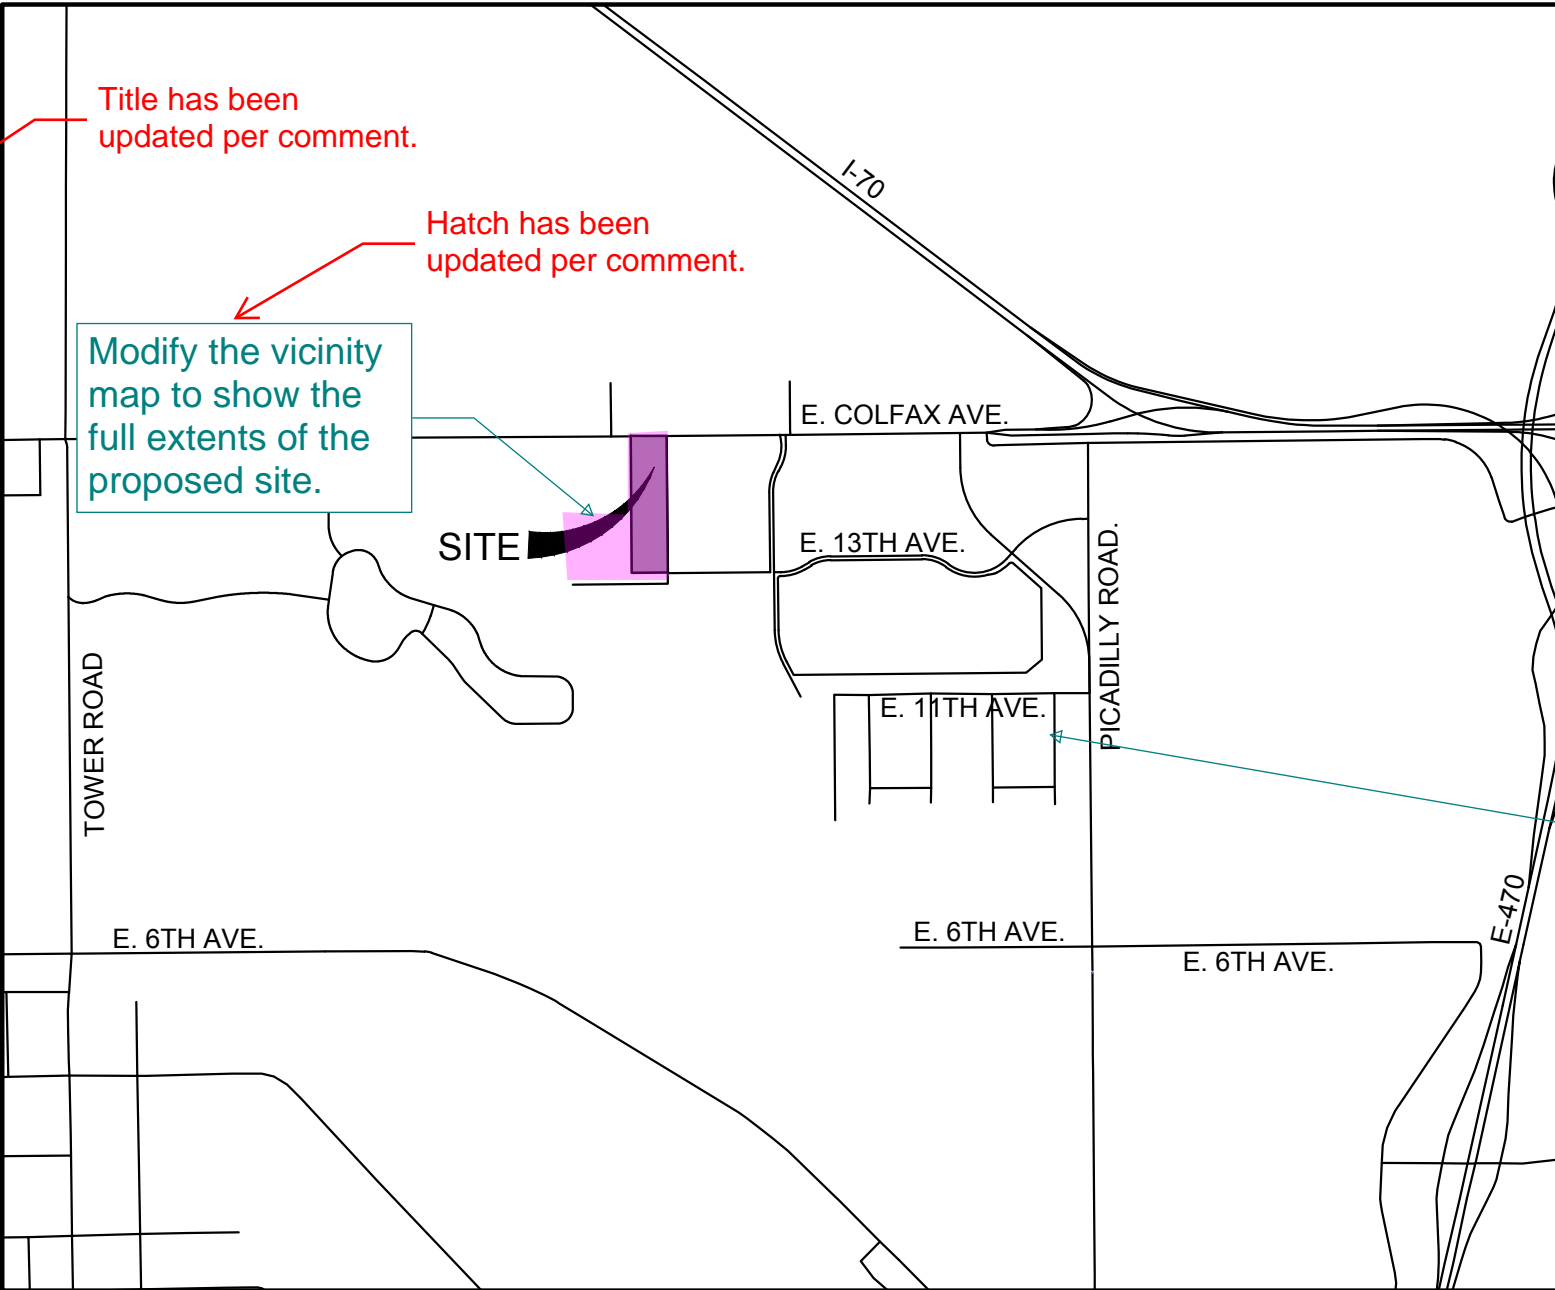 Title has been
updated per comment.
I-70
Hatch has been
updated per comment.
Modify the vicinity
map to show the
full extents of the
proposed site.
E. COLFAX AVE.
SITE
E. 13TH AVE.
PICADILLY ROAD.
TOWER ROAD
E. 11TH AVE.
E-470
E. 6TH AVE.
E. 6TH AVE.
E. 6TH AVE.